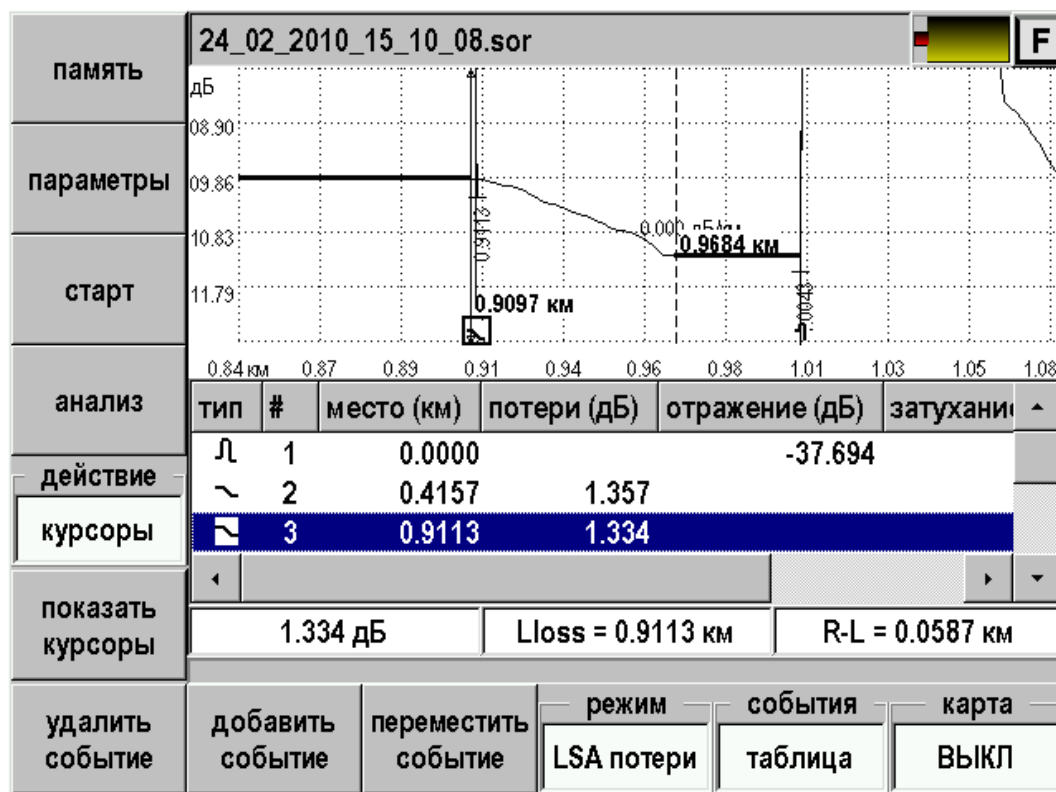 24_02_2010_15_10_08.sor
F
память
параметры
старт
анализ
действие
курсоры
показать
курсоры
удалить
событие
дБ
08.90
09.86
10.83
11.79
0.9113
0.9097 км
0.9684 км
0.84 км 0.87 0.89 0.91 0.94 0.96 0.98 1.01 1.03 1.05 1.08
тип # место (км) потери (дБ) отражение (дБ)
1 0.0000 -37.694
2 0.4157 1.357
3 0.9113 1.334
1.334 дБ Lloss = 0.9113 км R-L = 0.0587 км
добавить
событие
переместить
событие
режим
LSA потери
события
таблица
карта
ВЫКЛ